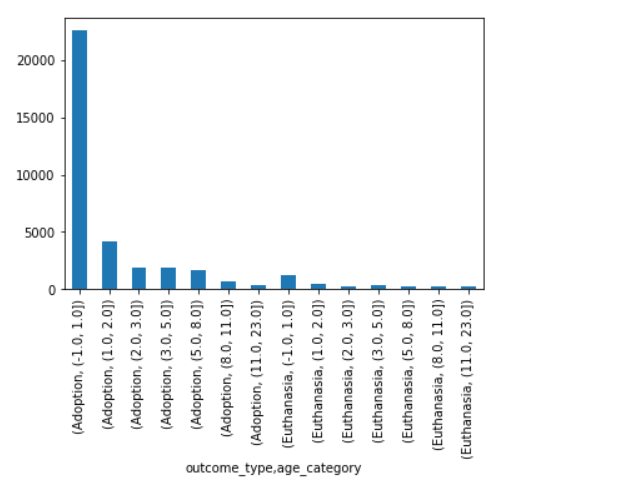 20000
15000
10000
5000
0
(Adoption, (-1.0, 1.0])
(Adoption, (1.0, 2.0])
(Adoption, (2.0, 3.0])
(Adoption, (3.0, 5.0])
(Adoption, (5.0, 8.0])
(Adoption, (8.0, 11.0])
(Adoption, (11.0, 23.0])
(Euthanasia, (-1.0, 1.0])
(Euthanasia, (1.0, 2.0])
(Euthanasia, (2.0, 3.0])
(Euthanasia, (3.0, 5.0])
(Euthanasia, (5.0, 8.0])
(Euthanasia, (8.0, 11.0])
(Euthanasia, (11.0, 23.0])
outcome_type,age_category